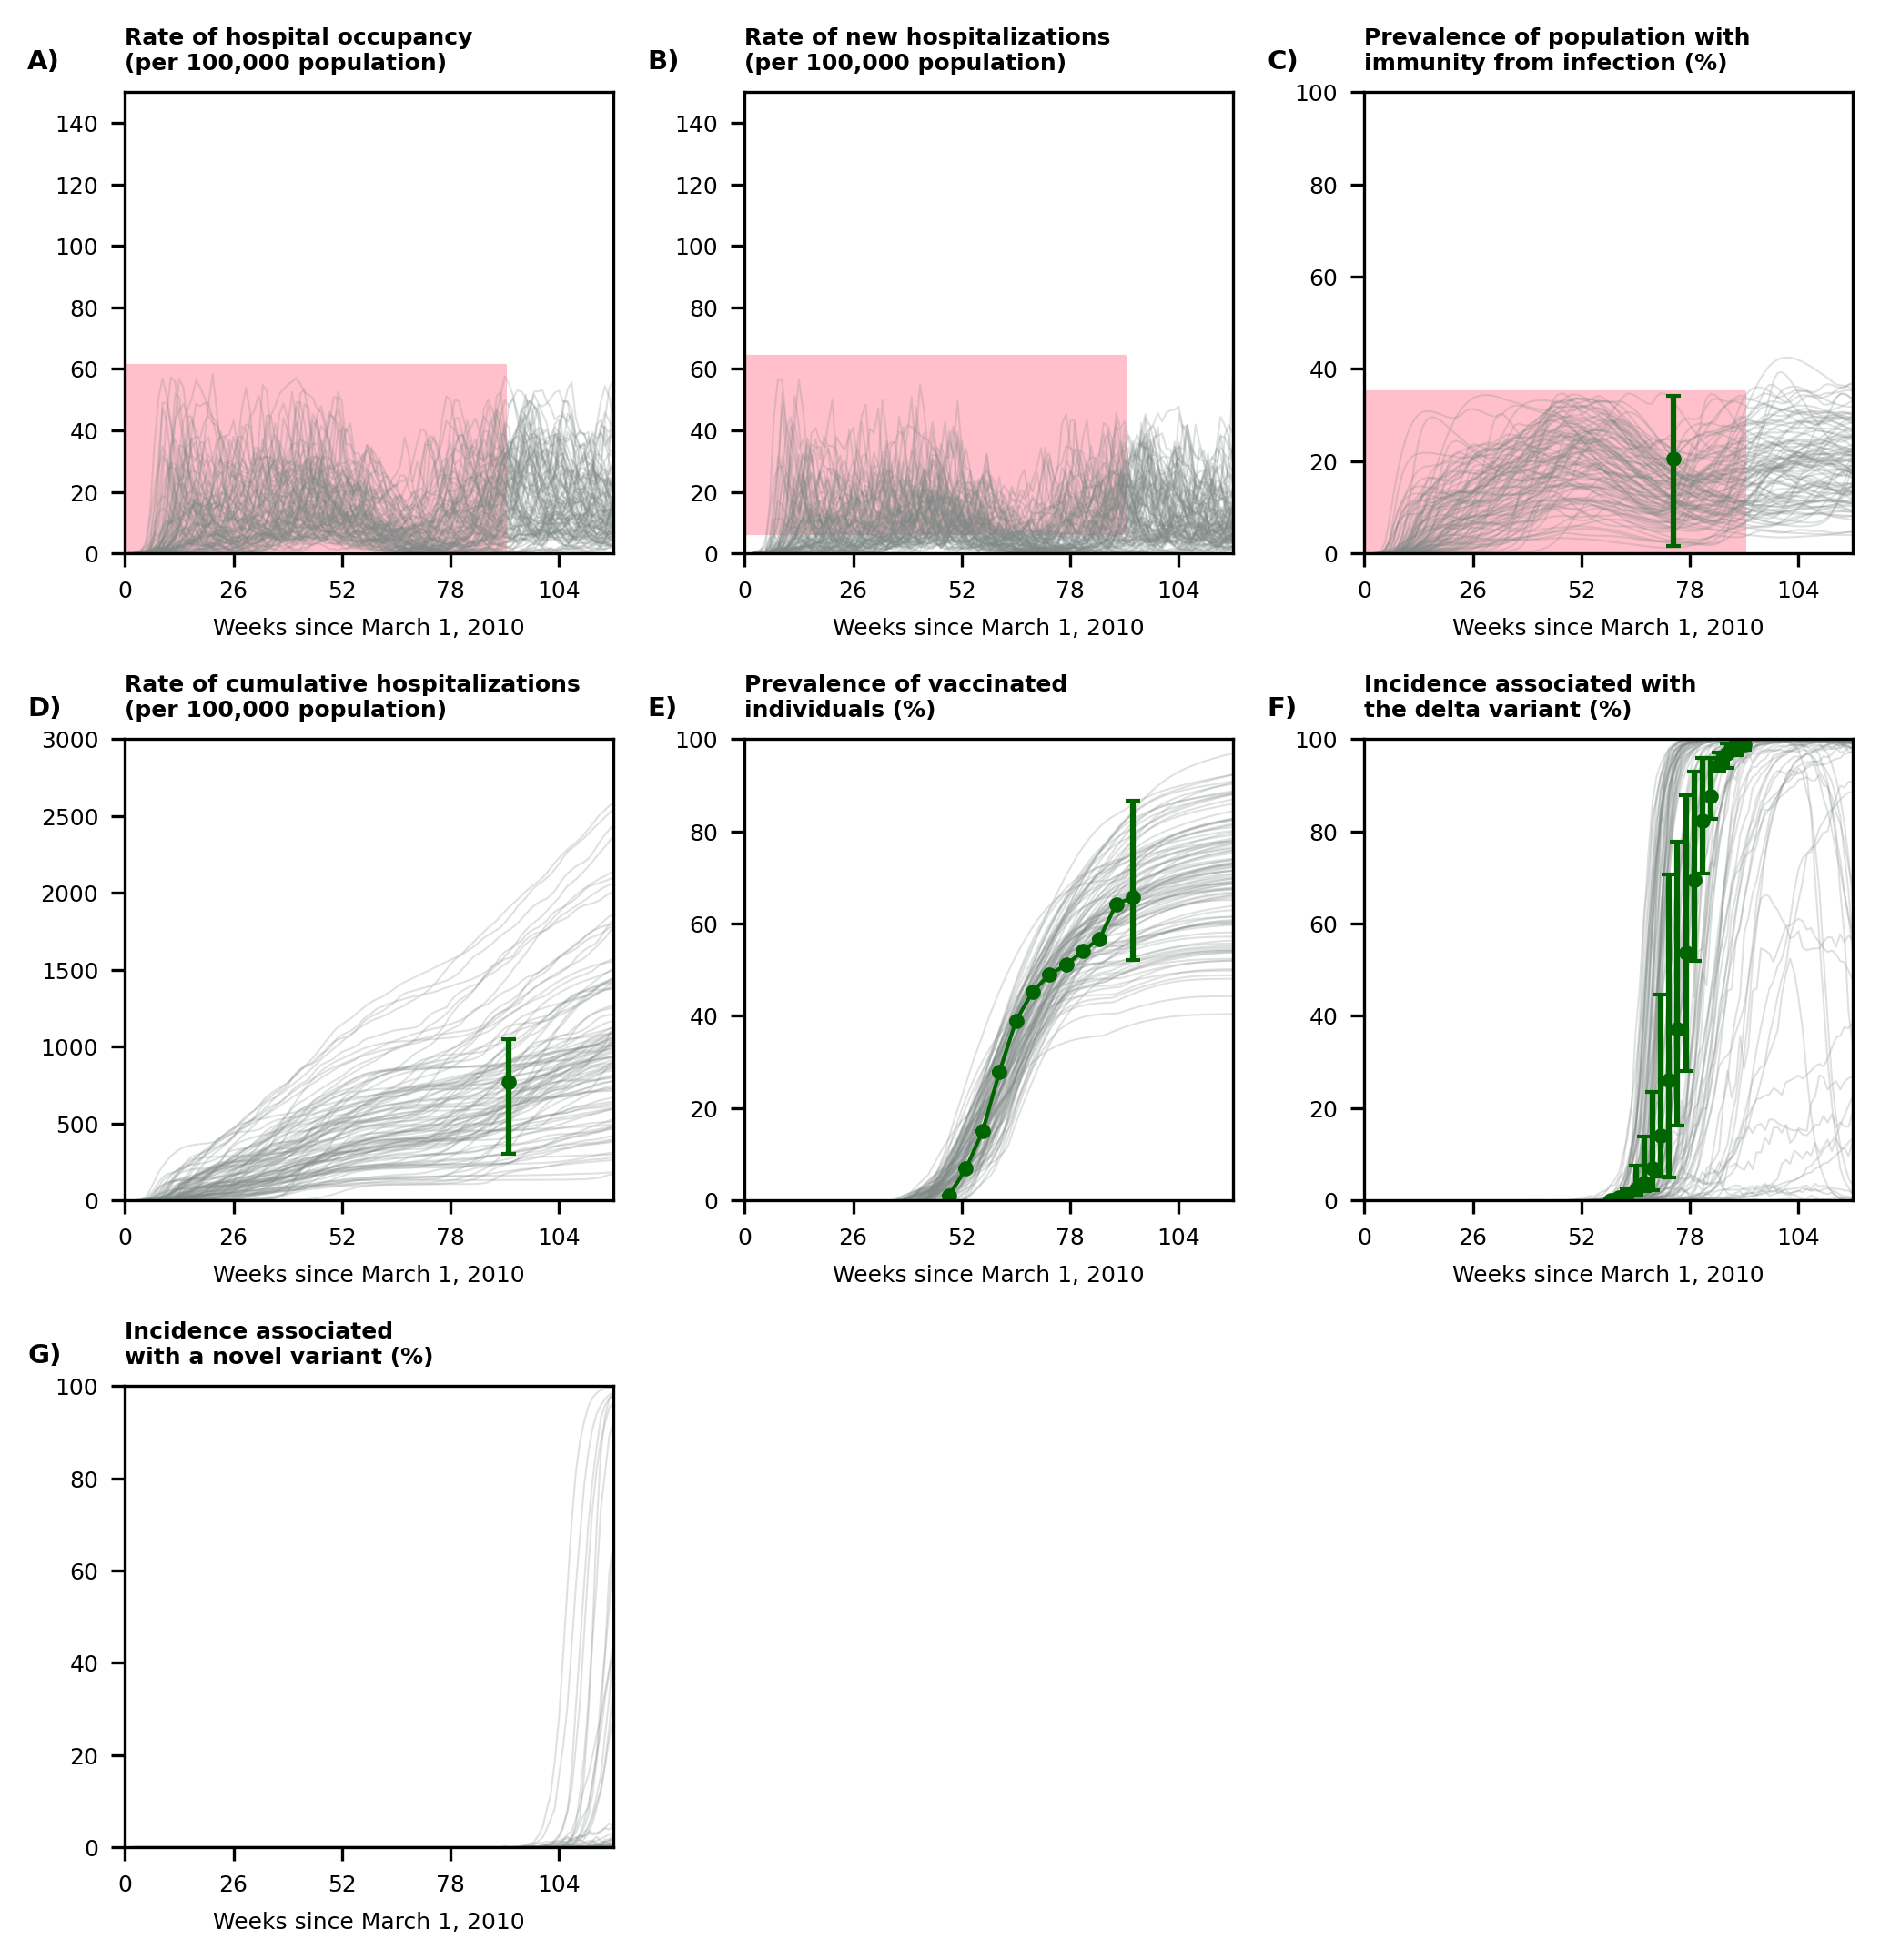 A)
Rate of hospital occupancy
(per 100,000 population)
140
120
100
80
60
40
20
0
0 26 52 78 104
Weeks since March 1, 2010
B)
Rate of new hospitalizations
(per 100,000 population)
140
120
100
80
60
40
20
0
0 26 52 78 104
Weeks since March 1, 2010
C)
Prevalence of population with
immunity from infection (%)
100
80
60
40
20
0
0 26 52 78 104
Weeks since March 1, 2010
D)
Rate of cumulative hospitalizations
(per 100,000 population)
3000
2500
2000
1500
1000
500
0
0 26 52 78 104
Weeks since March 1, 2010
E)
Prevalence of vaccinated
individuals (%)
100
80
60
40
20
0
0 26 52 78 104
Weeks since March 1, 2010
F)
Incidence associated with
the delta variant (%)
100
80
60
40
20
0
0 26 52 78 104
Weeks since March 1, 2010
G)
Incidence associated
with a novel variant (%)
100
80
60
40
20
0
0 26 52 78 104
Weeks since March 1, 2010